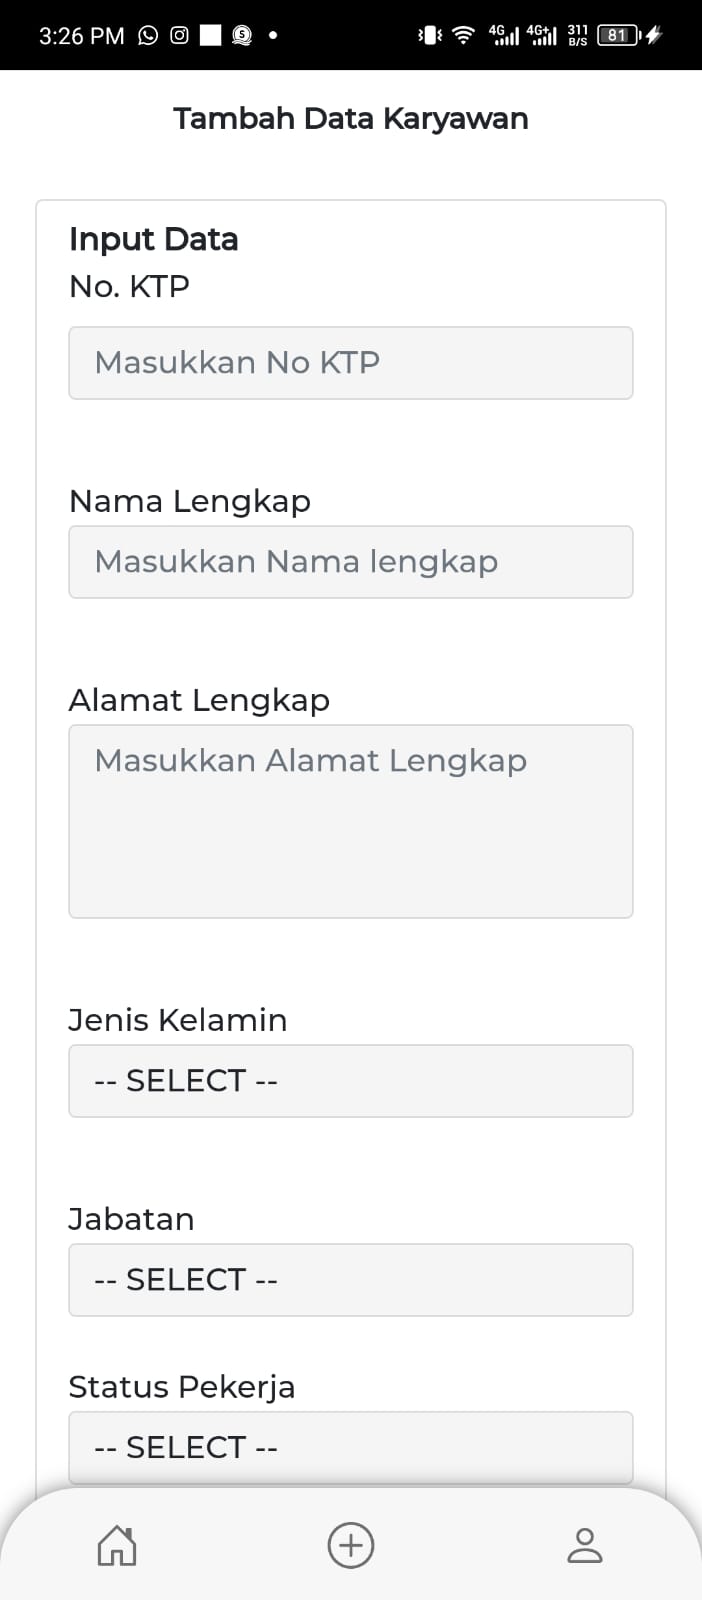 3:26 PM
4G 4G+ 311 B/S 81
Tambah Data Karyawan
Input Data
No. KTP
Masukkan No KTP
Nama Lengkap
Masukkan Nama lengkap
Alamat Lengkap
Masukkan Alamat Lengkap
Jenis Kelamin
-- SELECT --
Jabatan
-- SELECT --
Status Pekerja
-- SELECT --